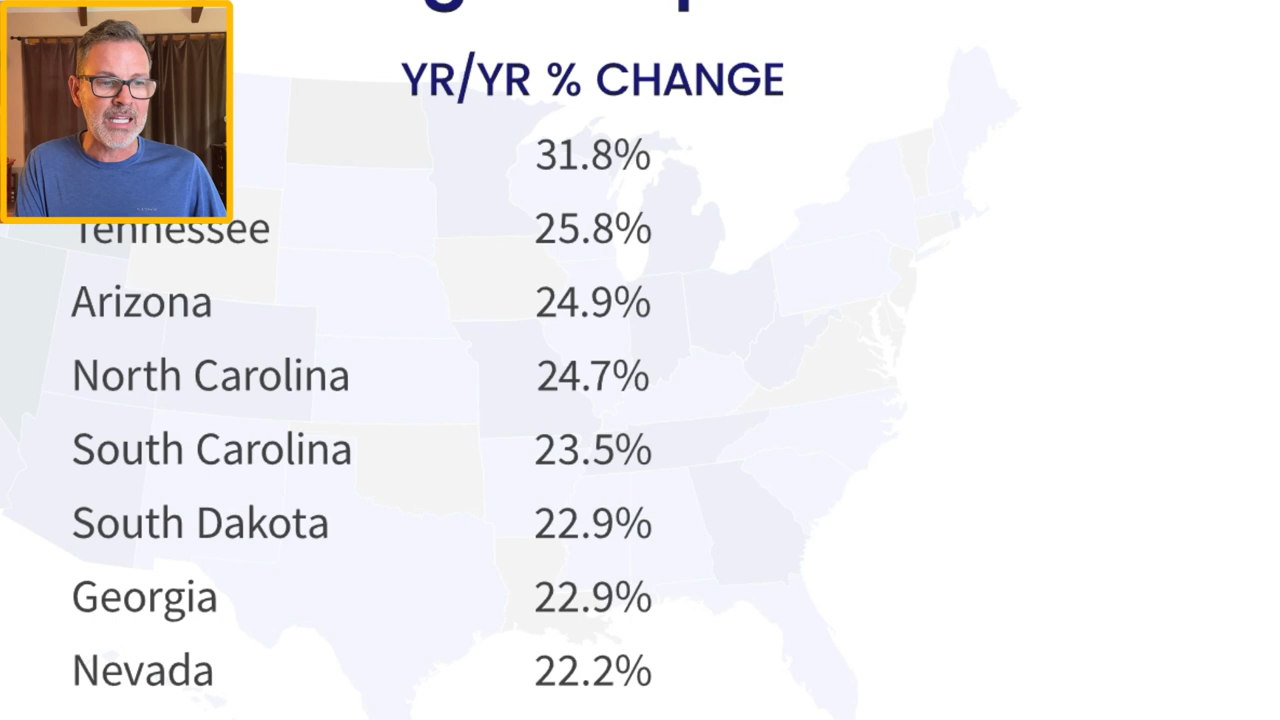 YR/YR % CHANGE
31.8%
Tennessee 25.8%
Arizona 24.9%
North Carolina 24.7%
South Carolina 23.5%
South Dakota 22.9%
Georgia 22.9%
Nevada 22.2%